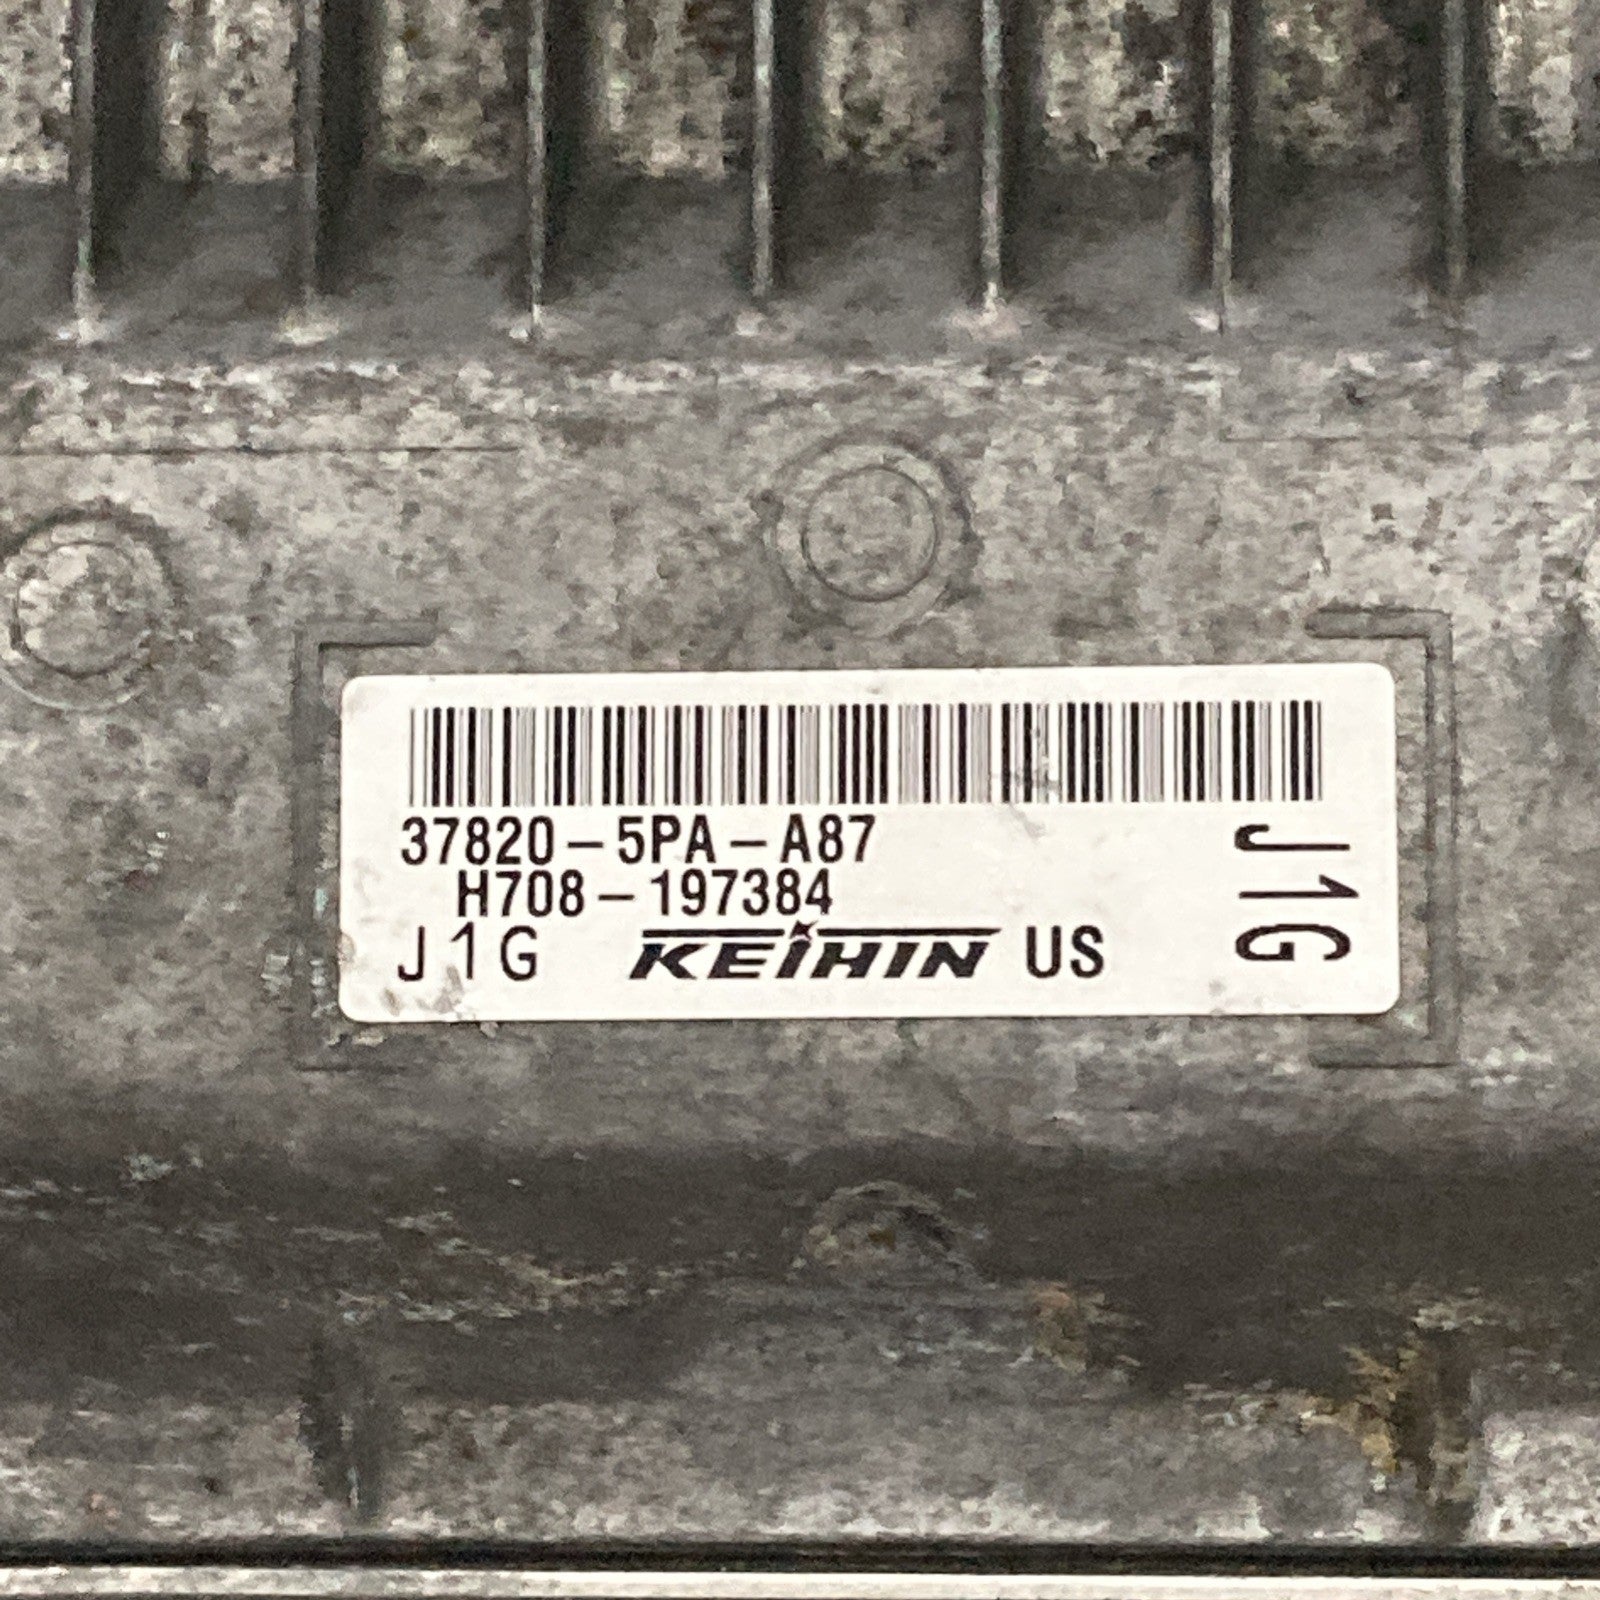 37820-5PA-A87
H708-197384
J1G KEIHIN US
J1G